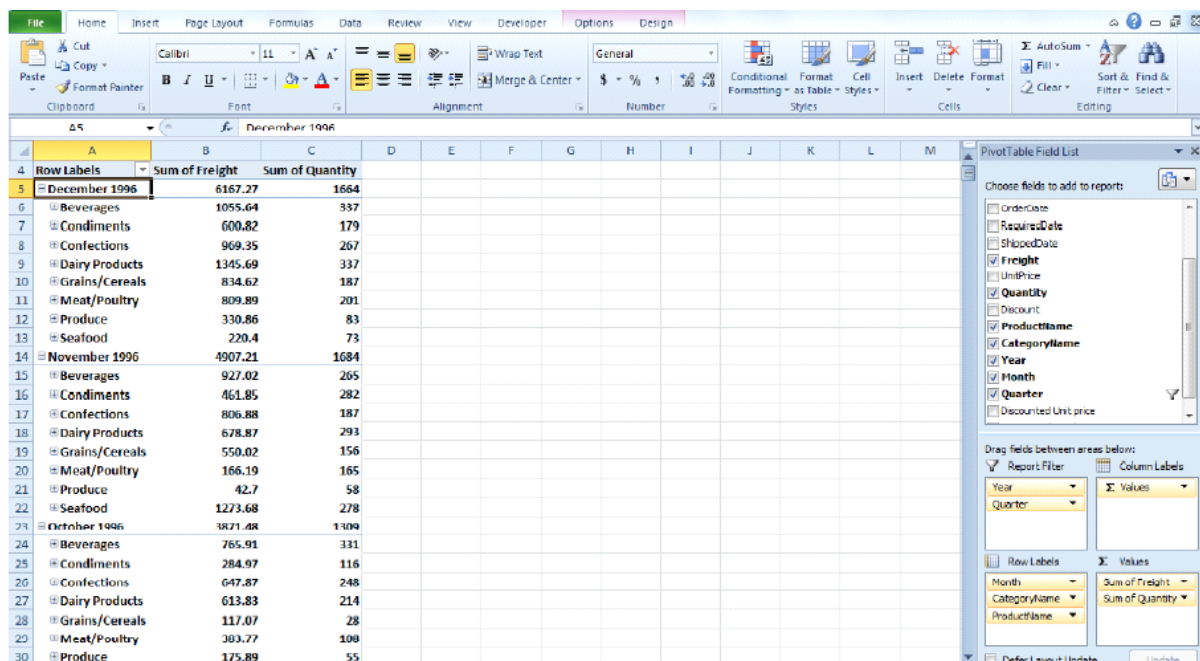 File Home Insert Page Layout Formulas Data Review View Developer Options Design
Cut
Copy
Format Painter
Paste
Calibri 11 A A
B I U A
Wrap Text
Merge & Center
General
$ % ,
Conditional Formatting
Format as Table
Cell Styles
Insert Delete Format
Σ AutoSum
Fill
Clear
Sort & Filter
Find & Select
Clipboard Font Alignment Number Styles Cells Editing
A5 fx December 1996
A B C D E F G H I J K L M
4 Row Labels Sum of Freight Sum of Quantity
5 December 1996 6167.27 1664
6 Beverages 1055.64 337
7 Condiments 600.82 179
8 Confections 969.35 267
9 Dairy Products 1345.69 337
10 Grains/Cereals 834.62 187
11 Meat/Poultry 809.89 201
12 Produce 330.86 83
13 Seafood 220.4 73
14 November 1996 4907.21 1684
15 Beverages 927.02 265
16 Condiments 461.85 282
17 Confections 806.88 187
18 Dairy Products 678.87 293
19 Grains/Cereals 550.02 156
20 Meat/Poultry 166.19 165
21 Produce 42.7 58
22 Seafood 1273.68 278
23 October 1996 3871.48 1309
24 Beverages 765.91 331
25 Condiments 284.97 116
26 Confections 647.87 248
27 Dairy Products 613.83 214
28 Grains/Cereals 117.07 28
29 Meat/Poultry 383.77 108
30 Produce 175.89 55
PivotTable Field List
Choose fields to add to report:
OrderDate
RequiredDate
ShippedDate
Freight
UnitPrice
Quantity
Discount
ProductName
CategoryName
Year
Month
Quarter
Discounted Unit price
Drag fields between areas below:
Report Filter
Year
Quarter
Column Labels
Σ Values
Row Labels
Month
CategoryName
ProductName
Σ Values
Sum of Freight
Sum of Quantity
Defer Layout Update Update